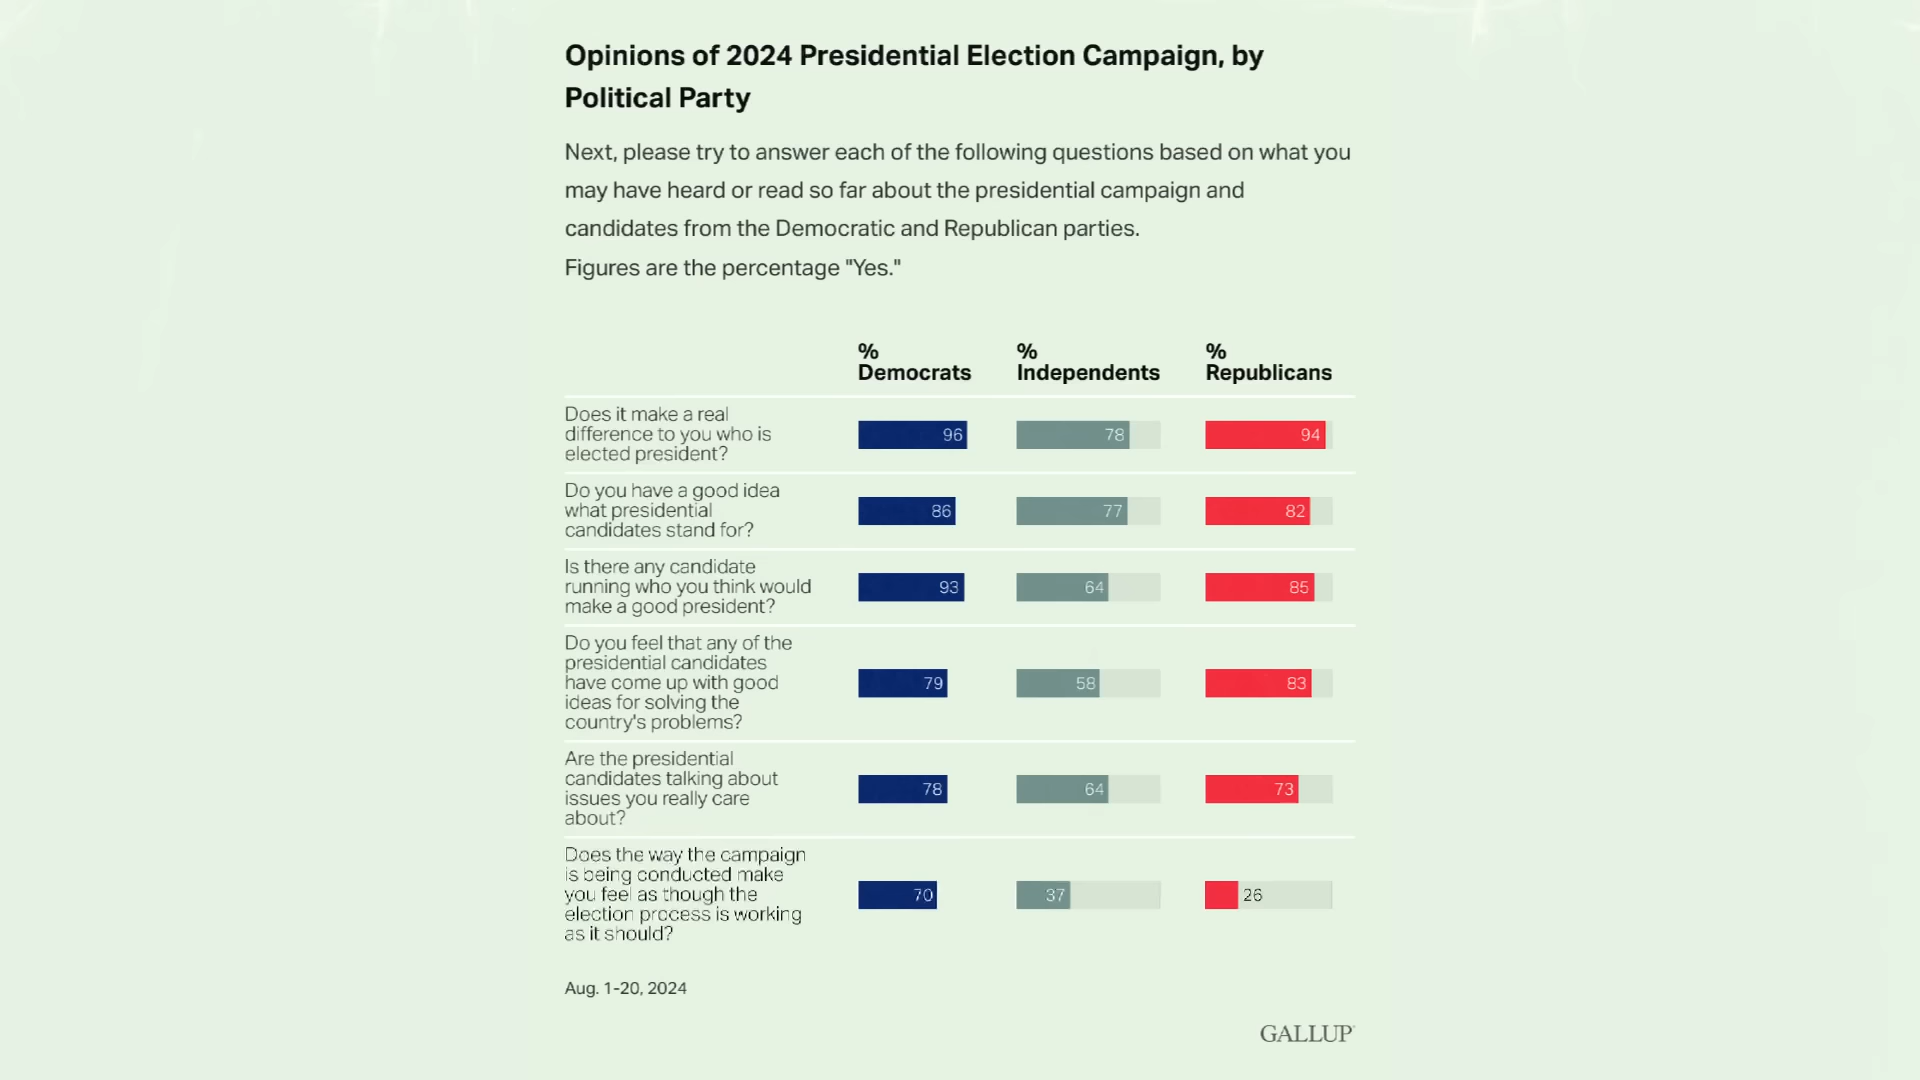 Opinions of 2024 Presidential Election Campaign, by
Political Party
Next, please try to answer each of the following questions based on what you
may have heard or read so far about the presidential campaign and
candidates from the Democratic and Republican parties.
Figures are the percentage "Yes."
% % %
Democrats Independents Republicans
Does it make a real
difference to you who is 96 78 94
elected president?
Do you have a good idea
what presidential 86 77 82
candidates stand for?
Is there any candidate
running who you think would 93 64 85
make a good president?
Do you feel that any of the
presidential candidates
have come up with good 79 58 83
ideas for solving the
country's problems?
Are the presidential
candidates talking about 78 64 73
issues you really care
about?
Does the way the campaign
is being conducted make
you feel as though the 70 37 26
election process is working
as it should?
Aug. 1-20, 2024
GALLUP